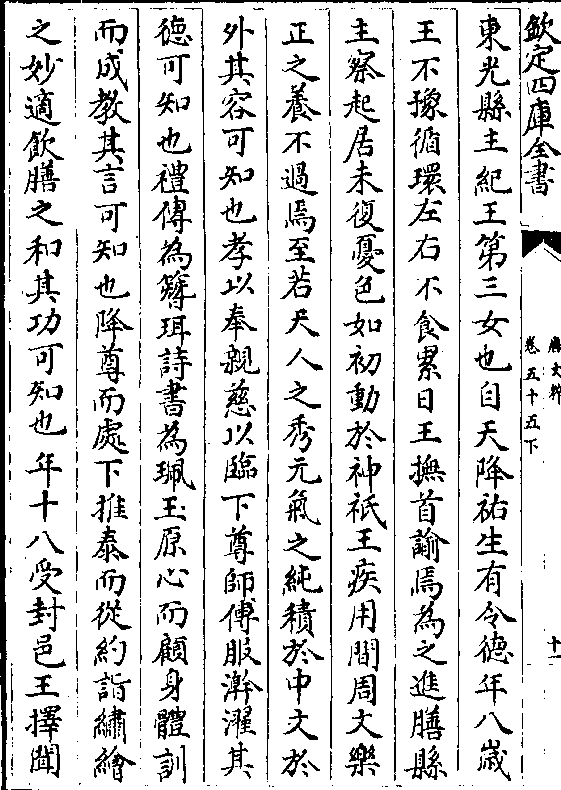 欽定四庫全書
唐文粹
卷五十五下
十一
東光縣主紀王第三女也自天降祐生有令德年八歲
王不豫循環左右不食累日王撫首諭焉為之進膳縣
主察起居未復憂色如初動於神祇王疾用間周文樂
正之養不過焉至若天人之秀元氣之純積於中文於
外其容可知也孝以奉親慈以臨下尊師傅服澣濯其
德可知也禮傳為簿珥詩書為珮玉原心而顧身體訓
而成教其言可知也降尊而處下推泰而從約詣繡繪
之妙適飲膳之和其功可知也年十八受封邑王擇聞